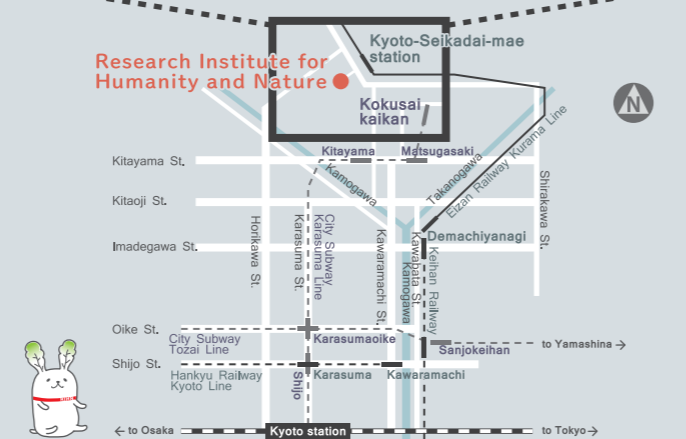 Kyoto-Seikadai-mae
station
Research Institute for
Humanity and Nature
Kokusai
kaikan
N
Kitayama
Matsugasaki
Kitayama St.
Kamogawa
Takanogawa
Eizan Railway Kurama Line
Kitaoji St.
Shirakawa St.
Horikawa St.
Karasuma St.
City Subway
Karasuma Line
Kawaramachi St.
Kawabata St.
Kamogawa
Keihan Railway
Demachiyanagi
Imadegawa St.
Oike St.
City Subway
Tozai Line
Karasumaoike
Sanjokeihan
to Yamashina→
Shijo St.
Hankyu Railway
Kyoto Line
Shijo
Karasuma
Kawaramachi
←to Osaka
Kyoto station
to Tokyo→